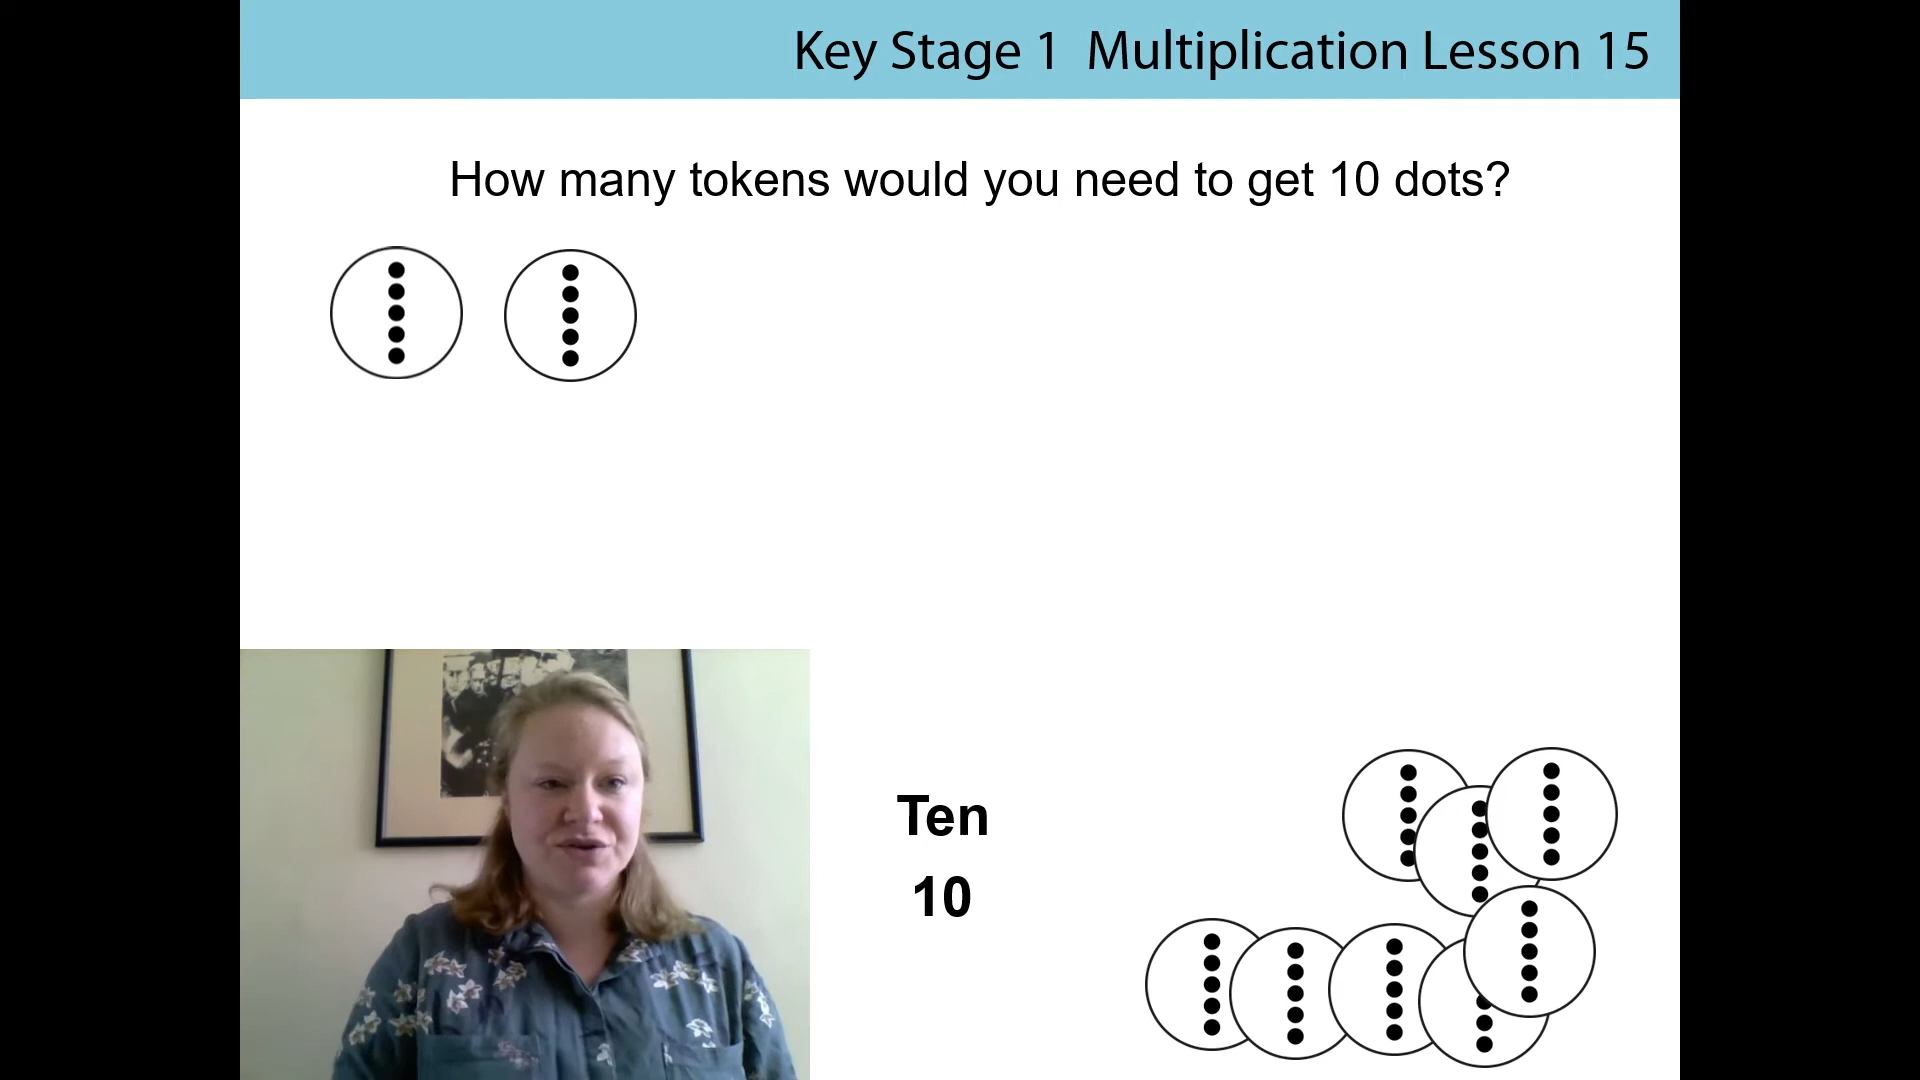 Key Stage 1 Multiplication Lesson 15
How many tokens would you need to get 10 dots?
Ten
10